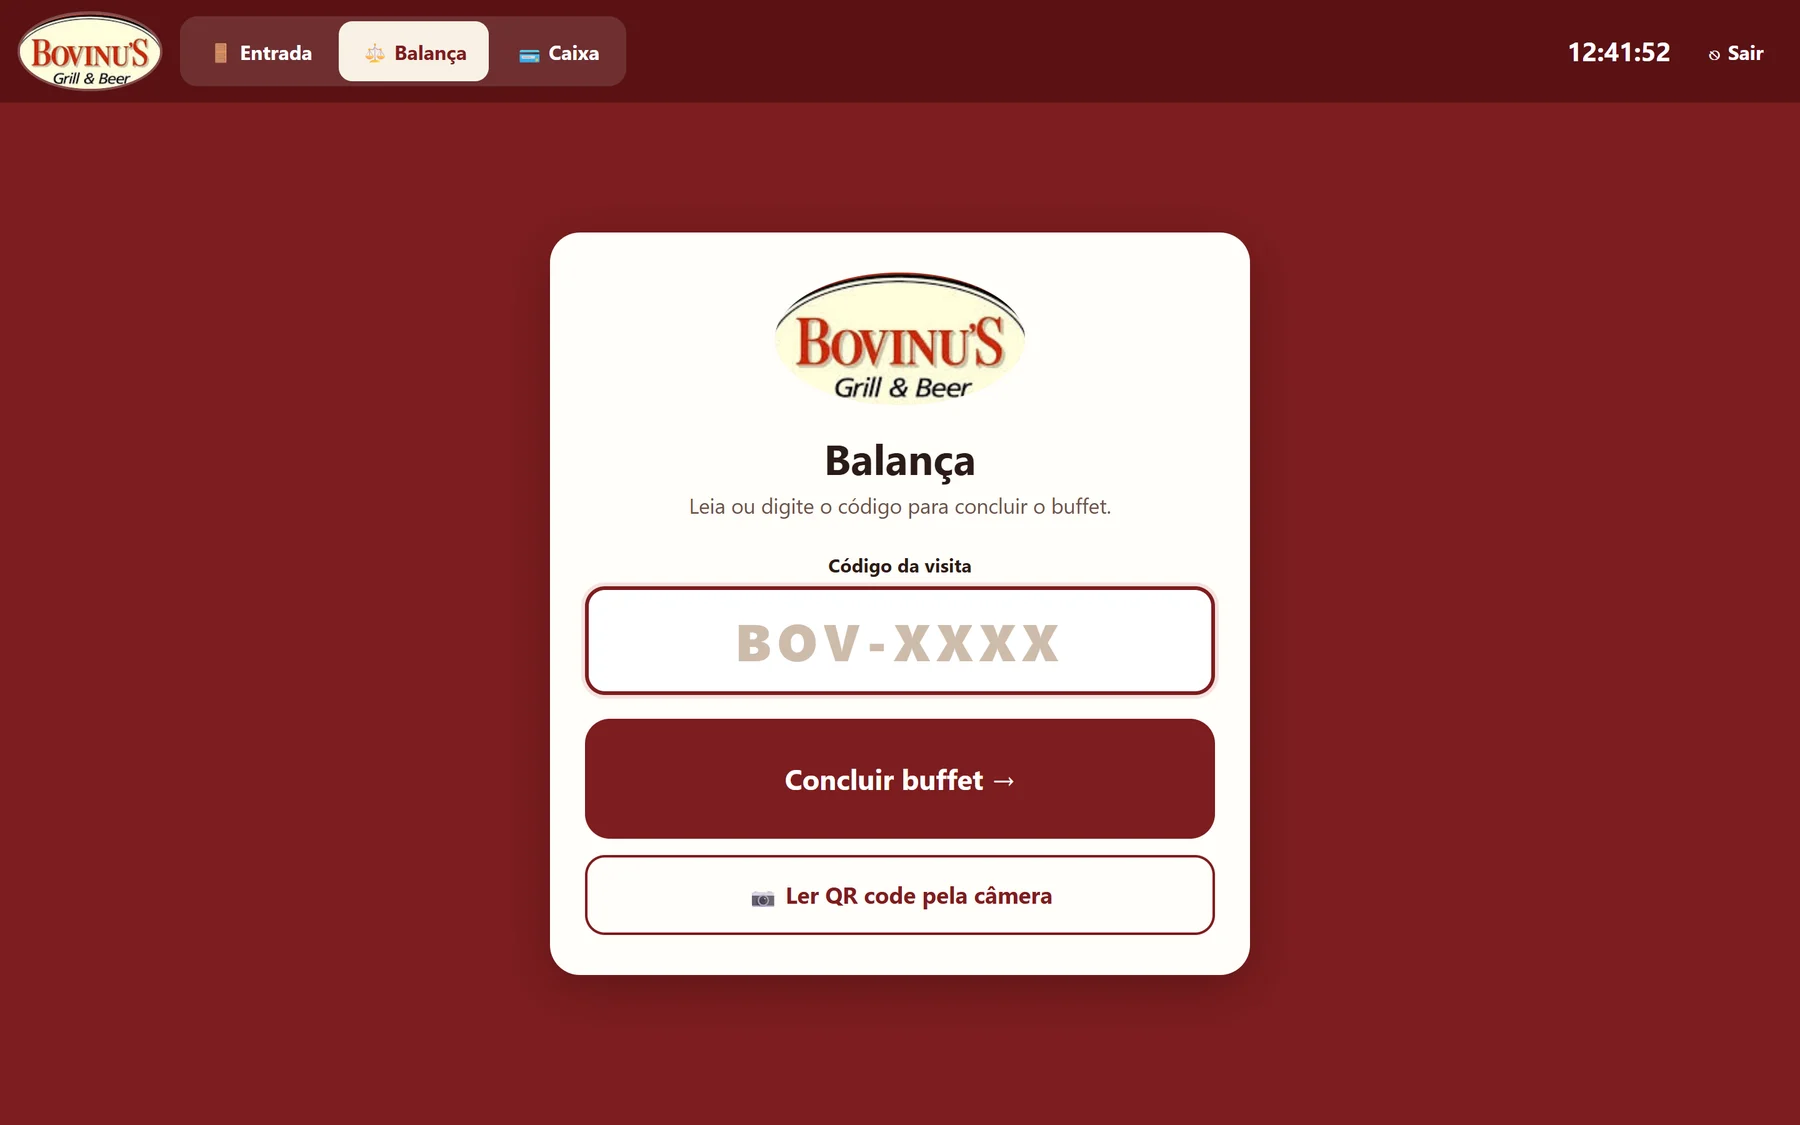 BOVINU'S
Grill & Beer
Entrada
Balança
Caixa
12:41:52
Sair
BOVINU'S
Grill & Beer
Balança
Leia ou digite o código para concluir o buffet.
Código da visita
BOV-XXXX
Concluir buffet →
Ler QR code pela câmera